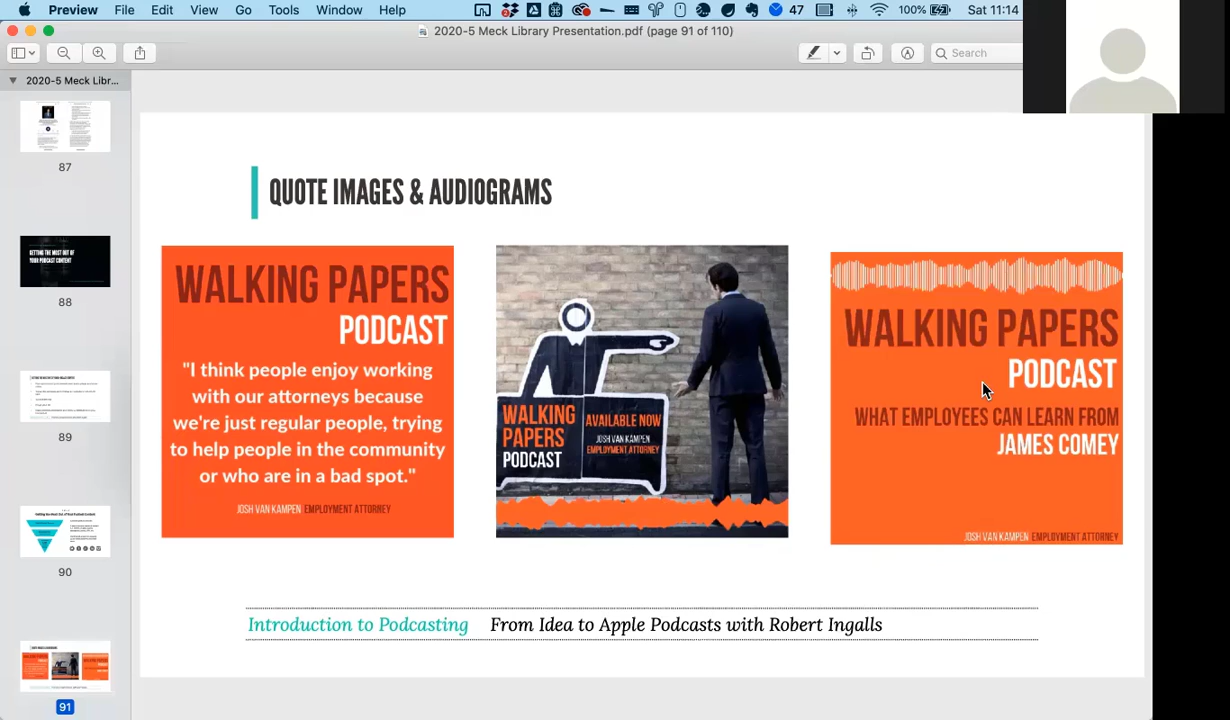 Preview File Edit View Go Tools Window Help 47 100% Sat 11:14
2020-5 Meck Library Presentation.pdf (page 91 of 110)
Search
2020-5 Meck Libr...
87
88
89
90
91
QUOTE IMAGES & AUDIOGRAMS
WALKING PAPERS
PODCAST
"I think people enjoy working
with our attorneys because
we're just regular people, trying
to help people in the community
or who are in a bad spot."
JOSH VAN KAMPEN EMPLOYMENT ATTORNEY
WALKING
PAPERS
PODCAST
AVAILABLE NOW
JOSH VAN KAMPEN
EMPLOYMENT ATTORNEY
WALKING PAPERS
PODCAST
WHAT EMPLOYEES CAN LEARN FROM
JAMES COMEY
JOSH VAN KAMPEN EMPLOYMENT ATTORNEY
Introduction to Podcasting From Idea to Apple Podcasts with Robert Ingalls